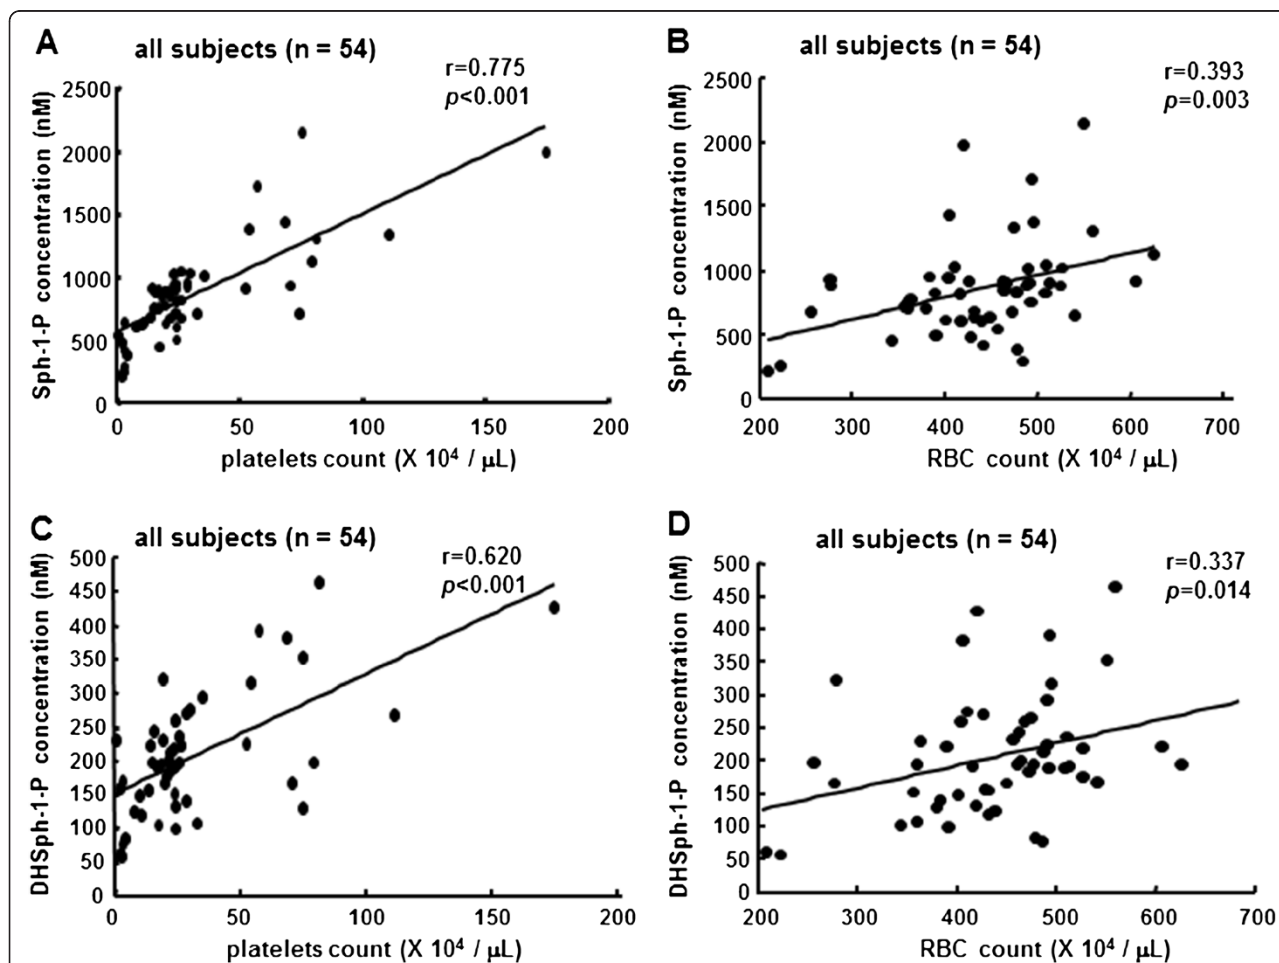 A
all subjects (n = 54)
r=0.775
p<0.001
Sph-1-P concentration (nM)
2500
2000
1500
1000
500
0
0
50
100
150
200
platelets count (X 10⁴ / μL)
B
all subjects (n = 54)
r=0.393
p=0.003
Sph-1-P concentration (nM)
2500
2000
1500
1000
500
0
200
300
400
500
600
700
RBC count (X 10⁴ / μL)
C
all subjects (n = 54)
r=0.620
p<0.001
DHSph-1-P concentration (nM)
500
450
400
350
300
250
200
150
100
50
0
0
50
100
150
200
platelets count (X 10⁴ / μL)
D
all subjects (n = 54)
r=0.337
p=0.014
DHSph-1-P concentration (nM)
500
450
400
350
300
250
200
150
100
50
0
200
300
400
500
600
700
RBC count (X 10⁴ / μL)